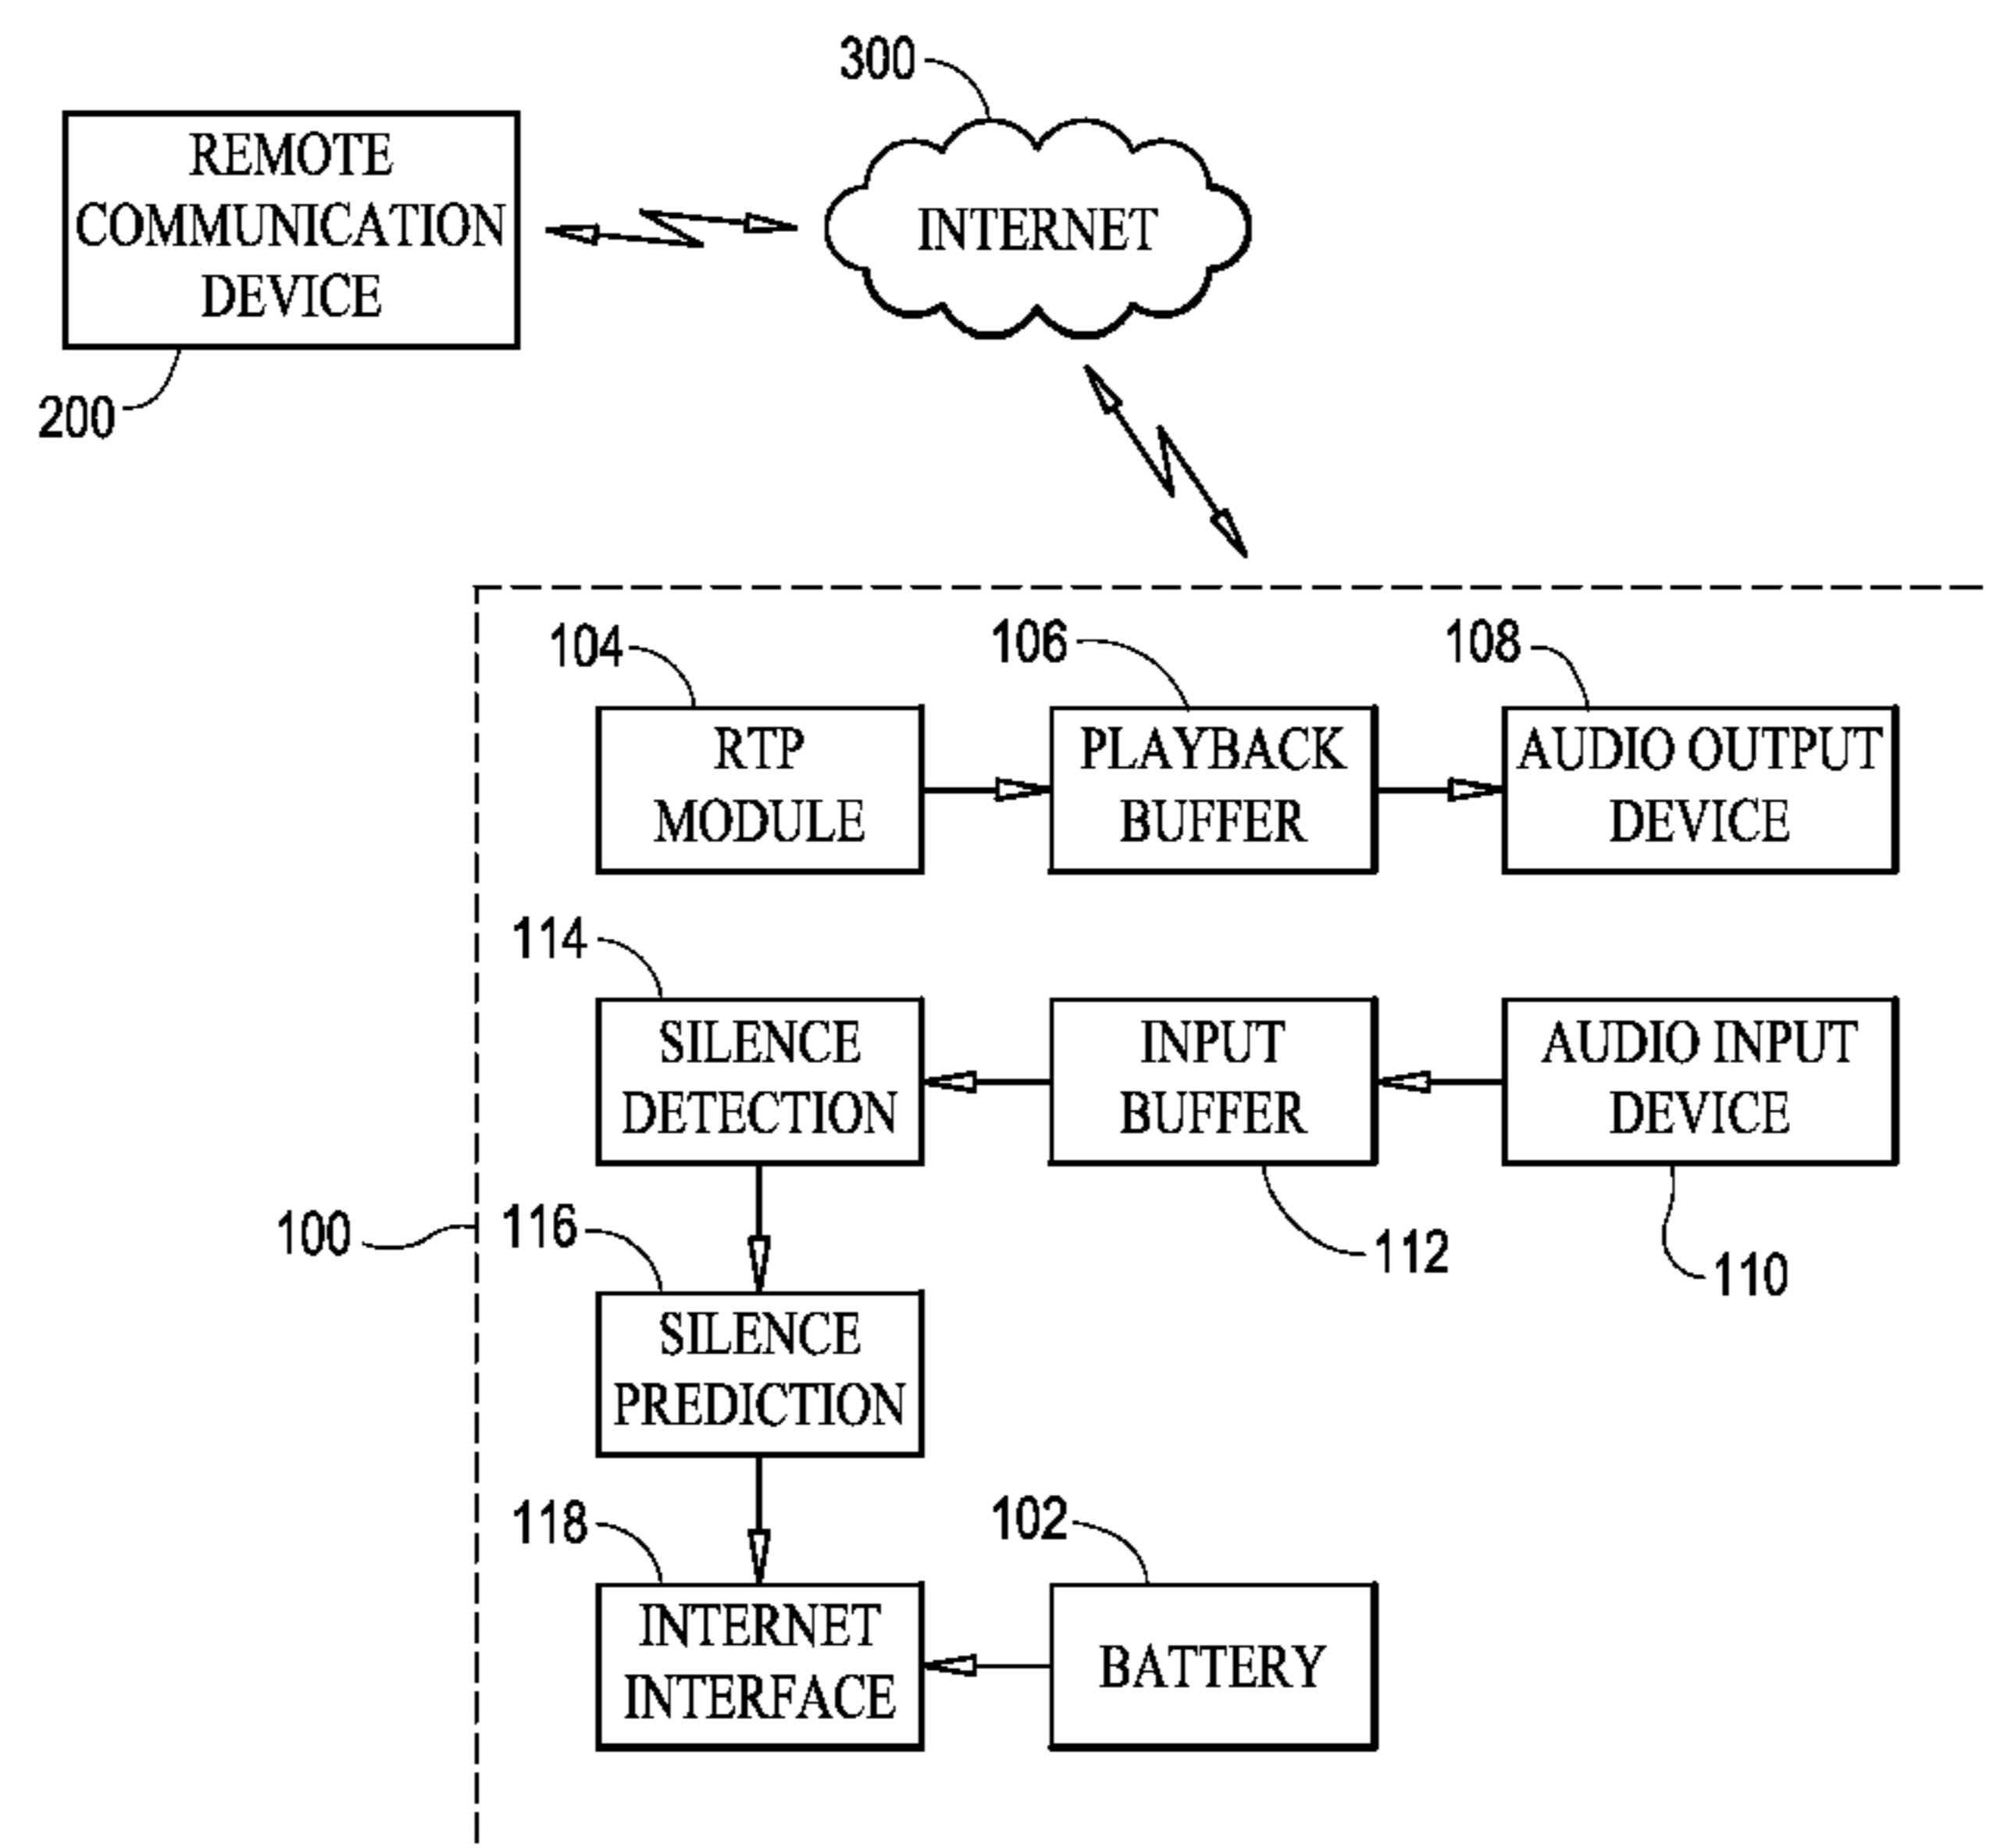 300
REMOTE
COMMUNICATION
DEVICE
INTERNET
200
104
106
108
RTP
MODULE
PLAYBACK
BUFFER
AUDIO OUTPUT
DEVICE
114
SILENCE
DETECTION
INPUT
BUFFER
AUDIO INPUT
DEVICE
100
116
112
110
SILENCE
PREDICTION
118
102
INTERNET
INTERFACE
BATTERY